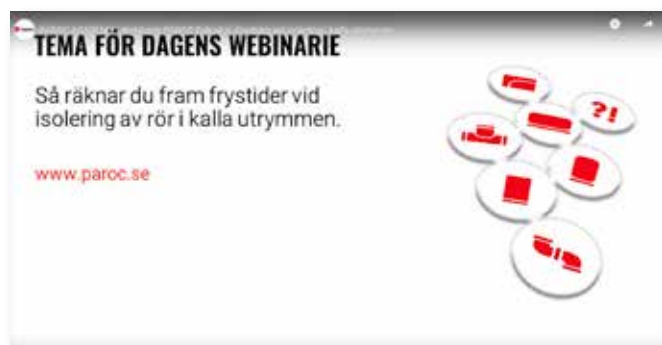 TEMA FÖR DAGENS WEBINARIE
Så räknar du fram frystider vid
isolering av rör i kalla utrymmen.
www.paroc.se
?!